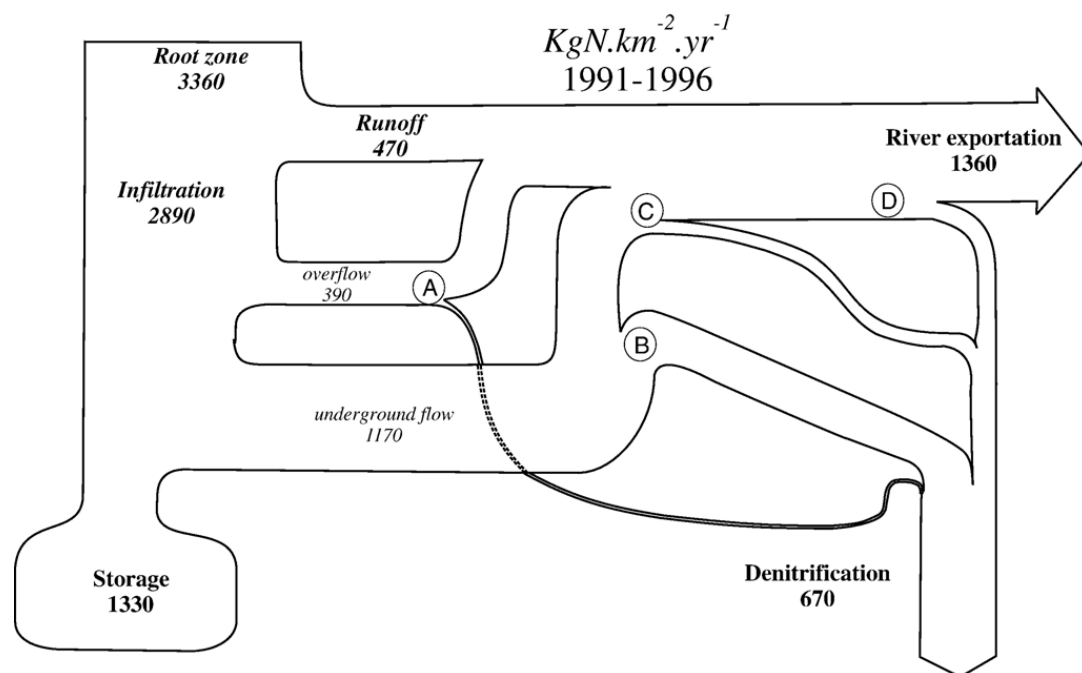 KgN.km-2.yr-1
1991-1996
Root zone
3360
Runoff
470
River exportation
1360
Infiltration
2890
C
D
overflow
390
A
B
underground flow
1170
Storage
1330
Denitrification
670